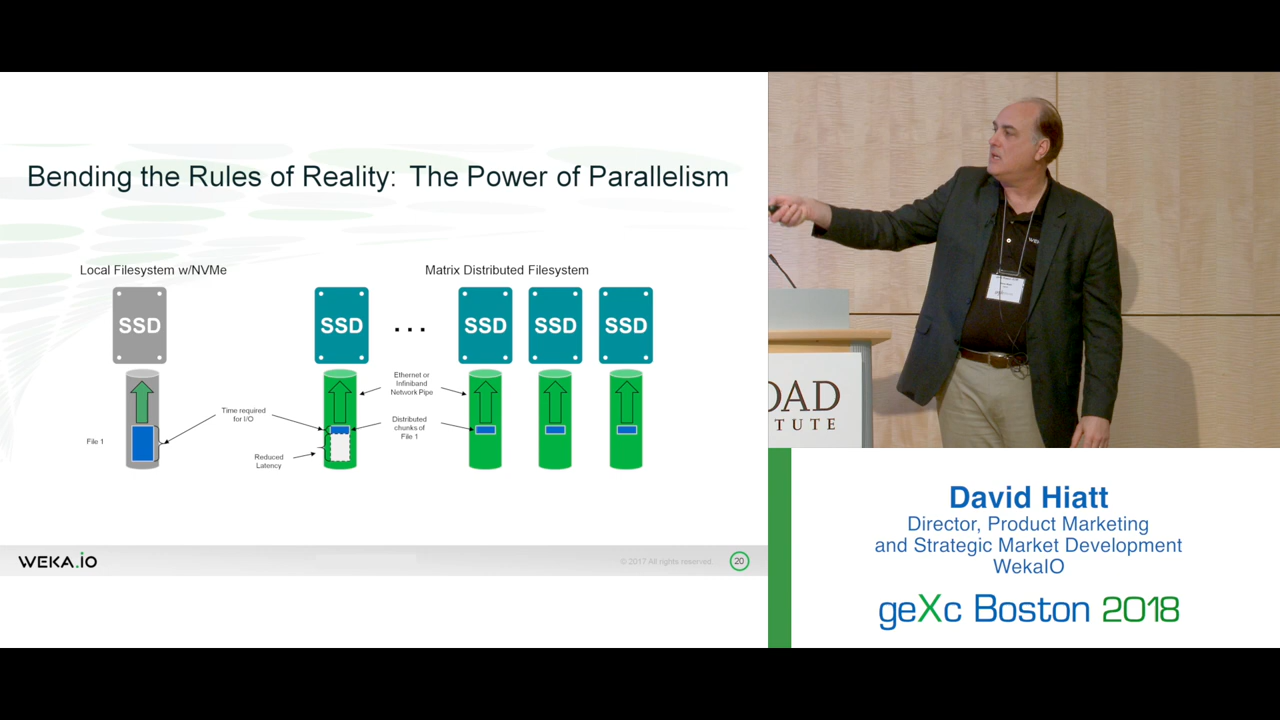 Bending the Rules of Reality: The Power of Parallelism
Local Filesystem w/NVMe
Matrix Distributed Filesystem
SSD
SSD
. . .
SSD
SSD
SSD
Ethernet or
Infiniband
Network Pipe
Time required
for I/O
Distributed
chunks of
File 1
File 1
Reduced
Latency
WEKA.iO
© 2017 All rights reserved
20
OAD
TITUTE
David Hiatt
Director, Product Marketing
and Strategic Market Development
WekaIO
geXc Boston 2018